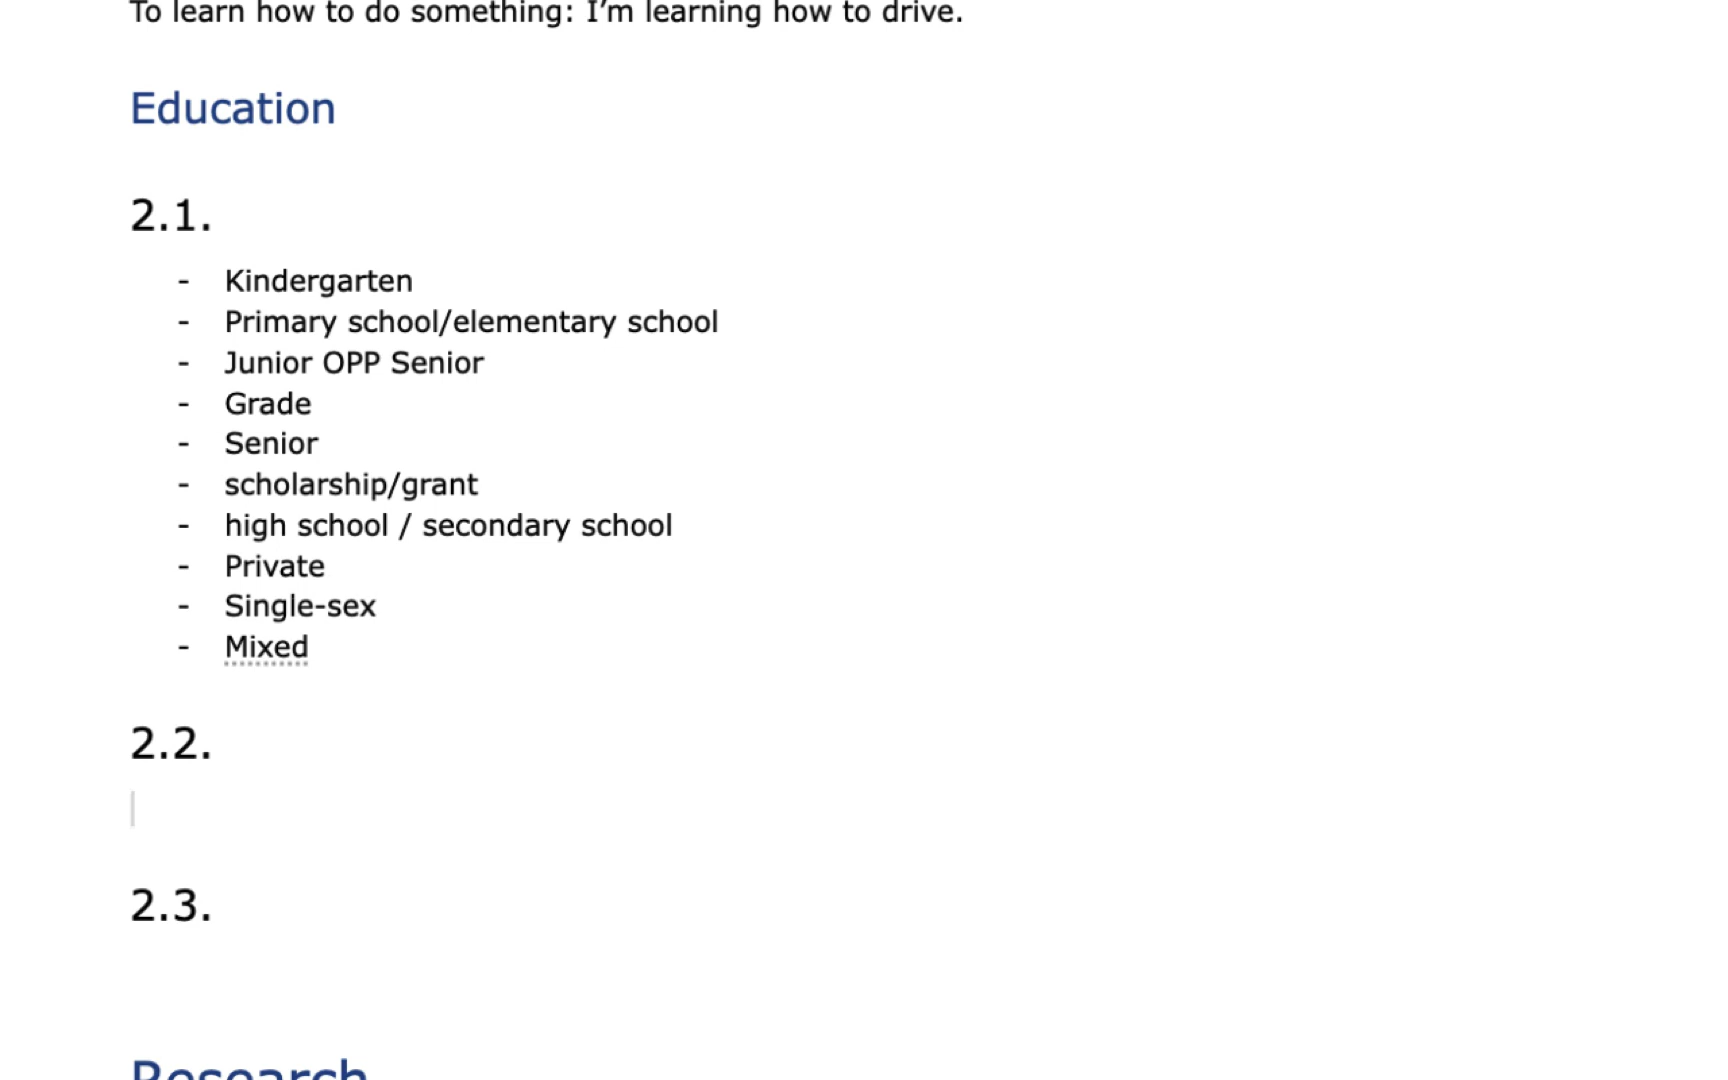 To learn how to do something: I’m learning how to drive.
Education
2.1.
- Kindergarten
- Primary school/elementary school
- Junior OPP Senior
- Grade
- Senior
- scholarship/grant
- high school / secondary school
- Private
- Single-sex
- Mixed
2.2.
2.3.
Research